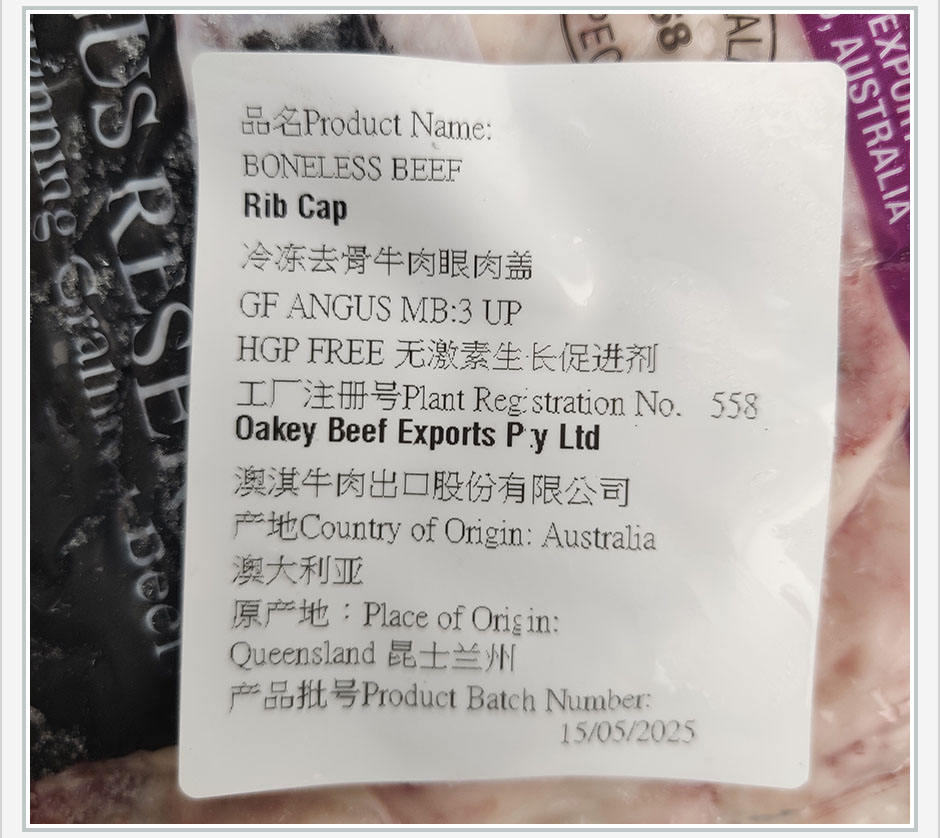 品名Product Name:
BONELESS BEEF
Rib Cap
冷冻去骨牛肉眼肉盖
GF ANGUS MB:3 UP
HGP FREE 无激素生长促进剂
工厂注册号Plant Registration No. 558
Oakey Beef Exports Pty Ltd
澳淇牛肉出口股份有限公司
产地Country of Origin: Australia
澳大利亚
原产地：Place of Origin:
Queensland 昆士兰州
产品批号Product Batch Number:
15/05/2025
EXPORT
, AUSTRALIA
US RESER
Grain
Beef